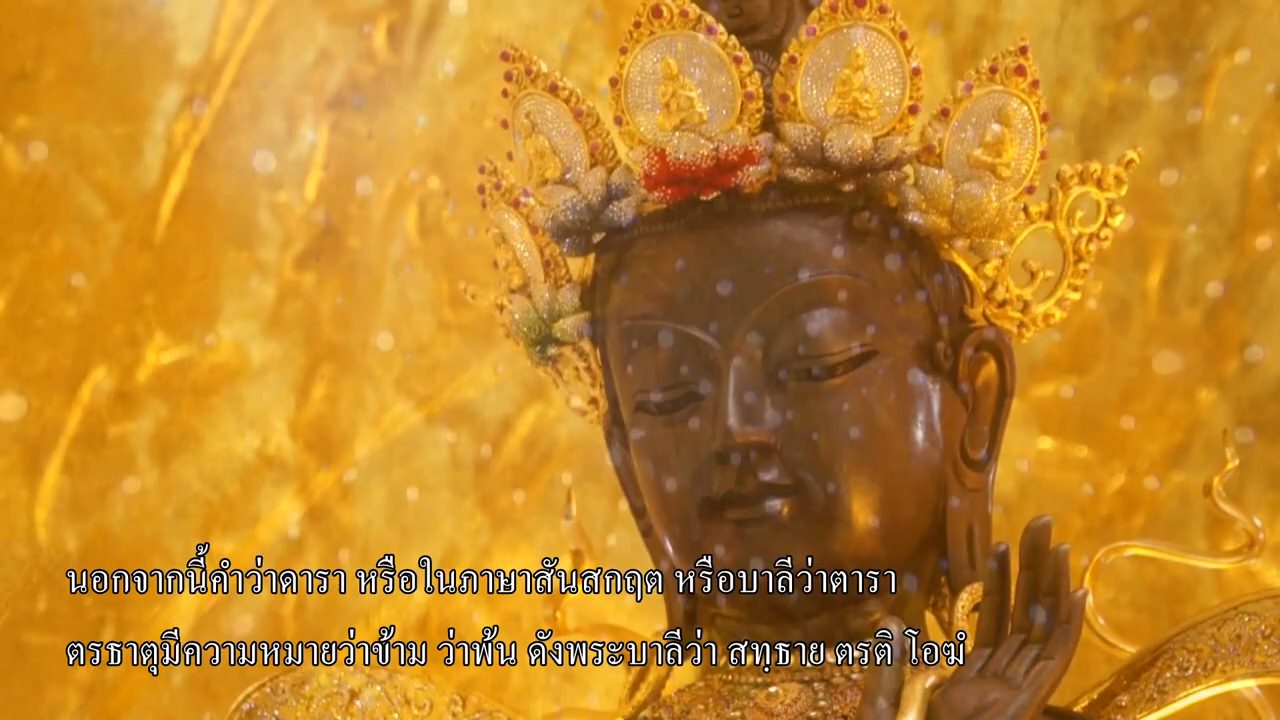 นอกจากนี้คำว่าดารา หรือในภาษาสันสกฤต หรือบาลีว่าตารา
ตรธาตุมีความหมายว่าข้าม ว่าพ้น ดังพระบาลีว่า สทฺธาย ตรติ โอฆํ